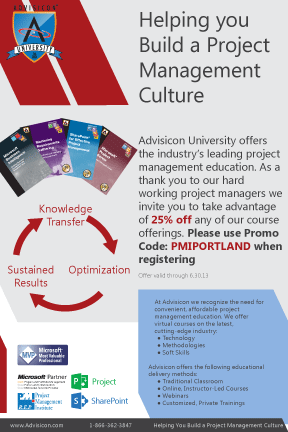 ADVISICON
UNIVERSITY
Helping you
Build a Project
Management
Culture
Advisicon University offers
the industry's leading project
management education. As a
thank you to our hard
working project managers we
invite you to take advantage
of 25% off any of our course
offerings. Please use Promo
Code: PMIPORTLAND when
registering
Offer valid through 6.30.13
Knowledge
Transfer
Sustained
Results
Optimization
At Advisicon we recognize the need for
convenient, affordable project
management education. We offer
virtual courses on the latest,
cutting-edge industry:
• Technology
• Methodologies
• Soft Skills
Advisicon offers the following educational
delivery methods:
• Traditional Classroom
• Online, Instructor-Led Courses
• Webinars
• Customized, Private Trainings
MVP
Microsoft
Most Valuable
Professional
Microsoft Partner
Project
Project
Management
Institute
SharePoint
www.Advisicon.com
1-866-362-3847
Helping You Build a Project Management Culture